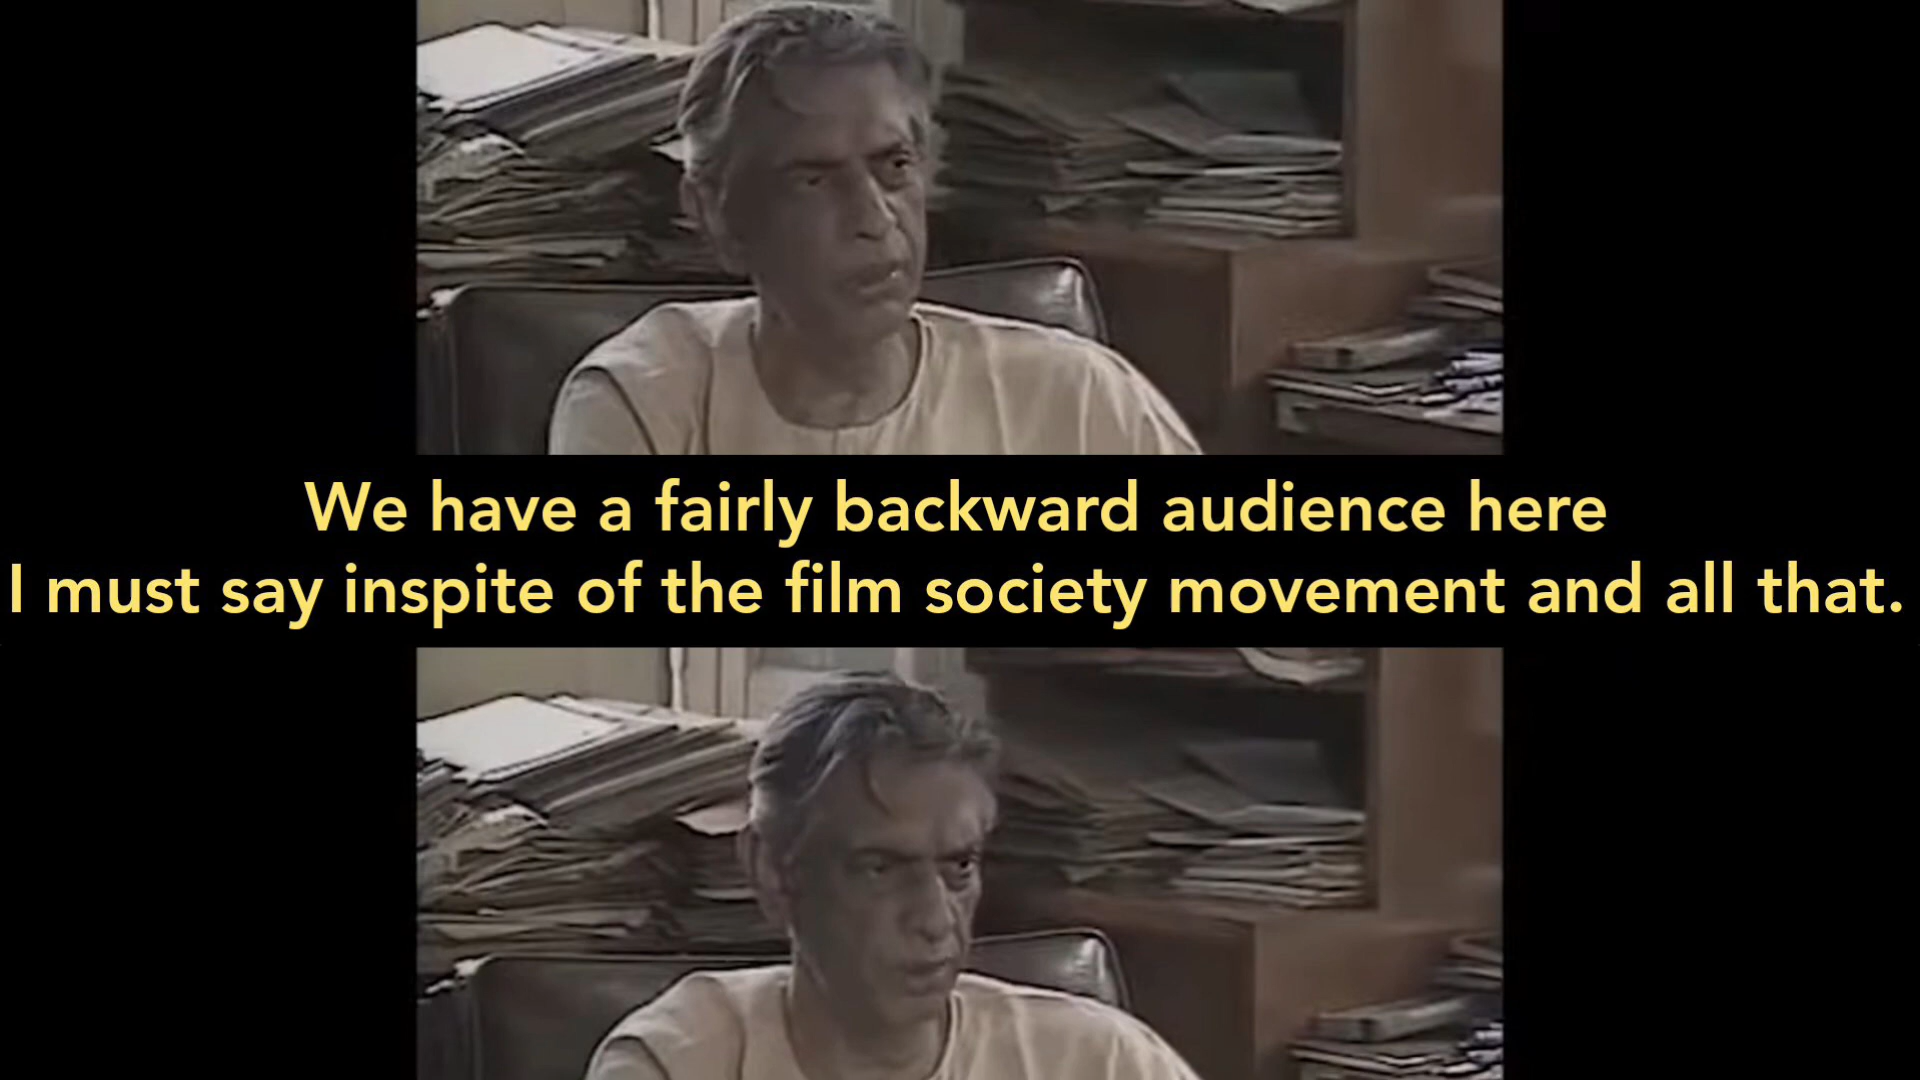 We have a fairly backward audience here
I must say inspite of the film society movement and all that.